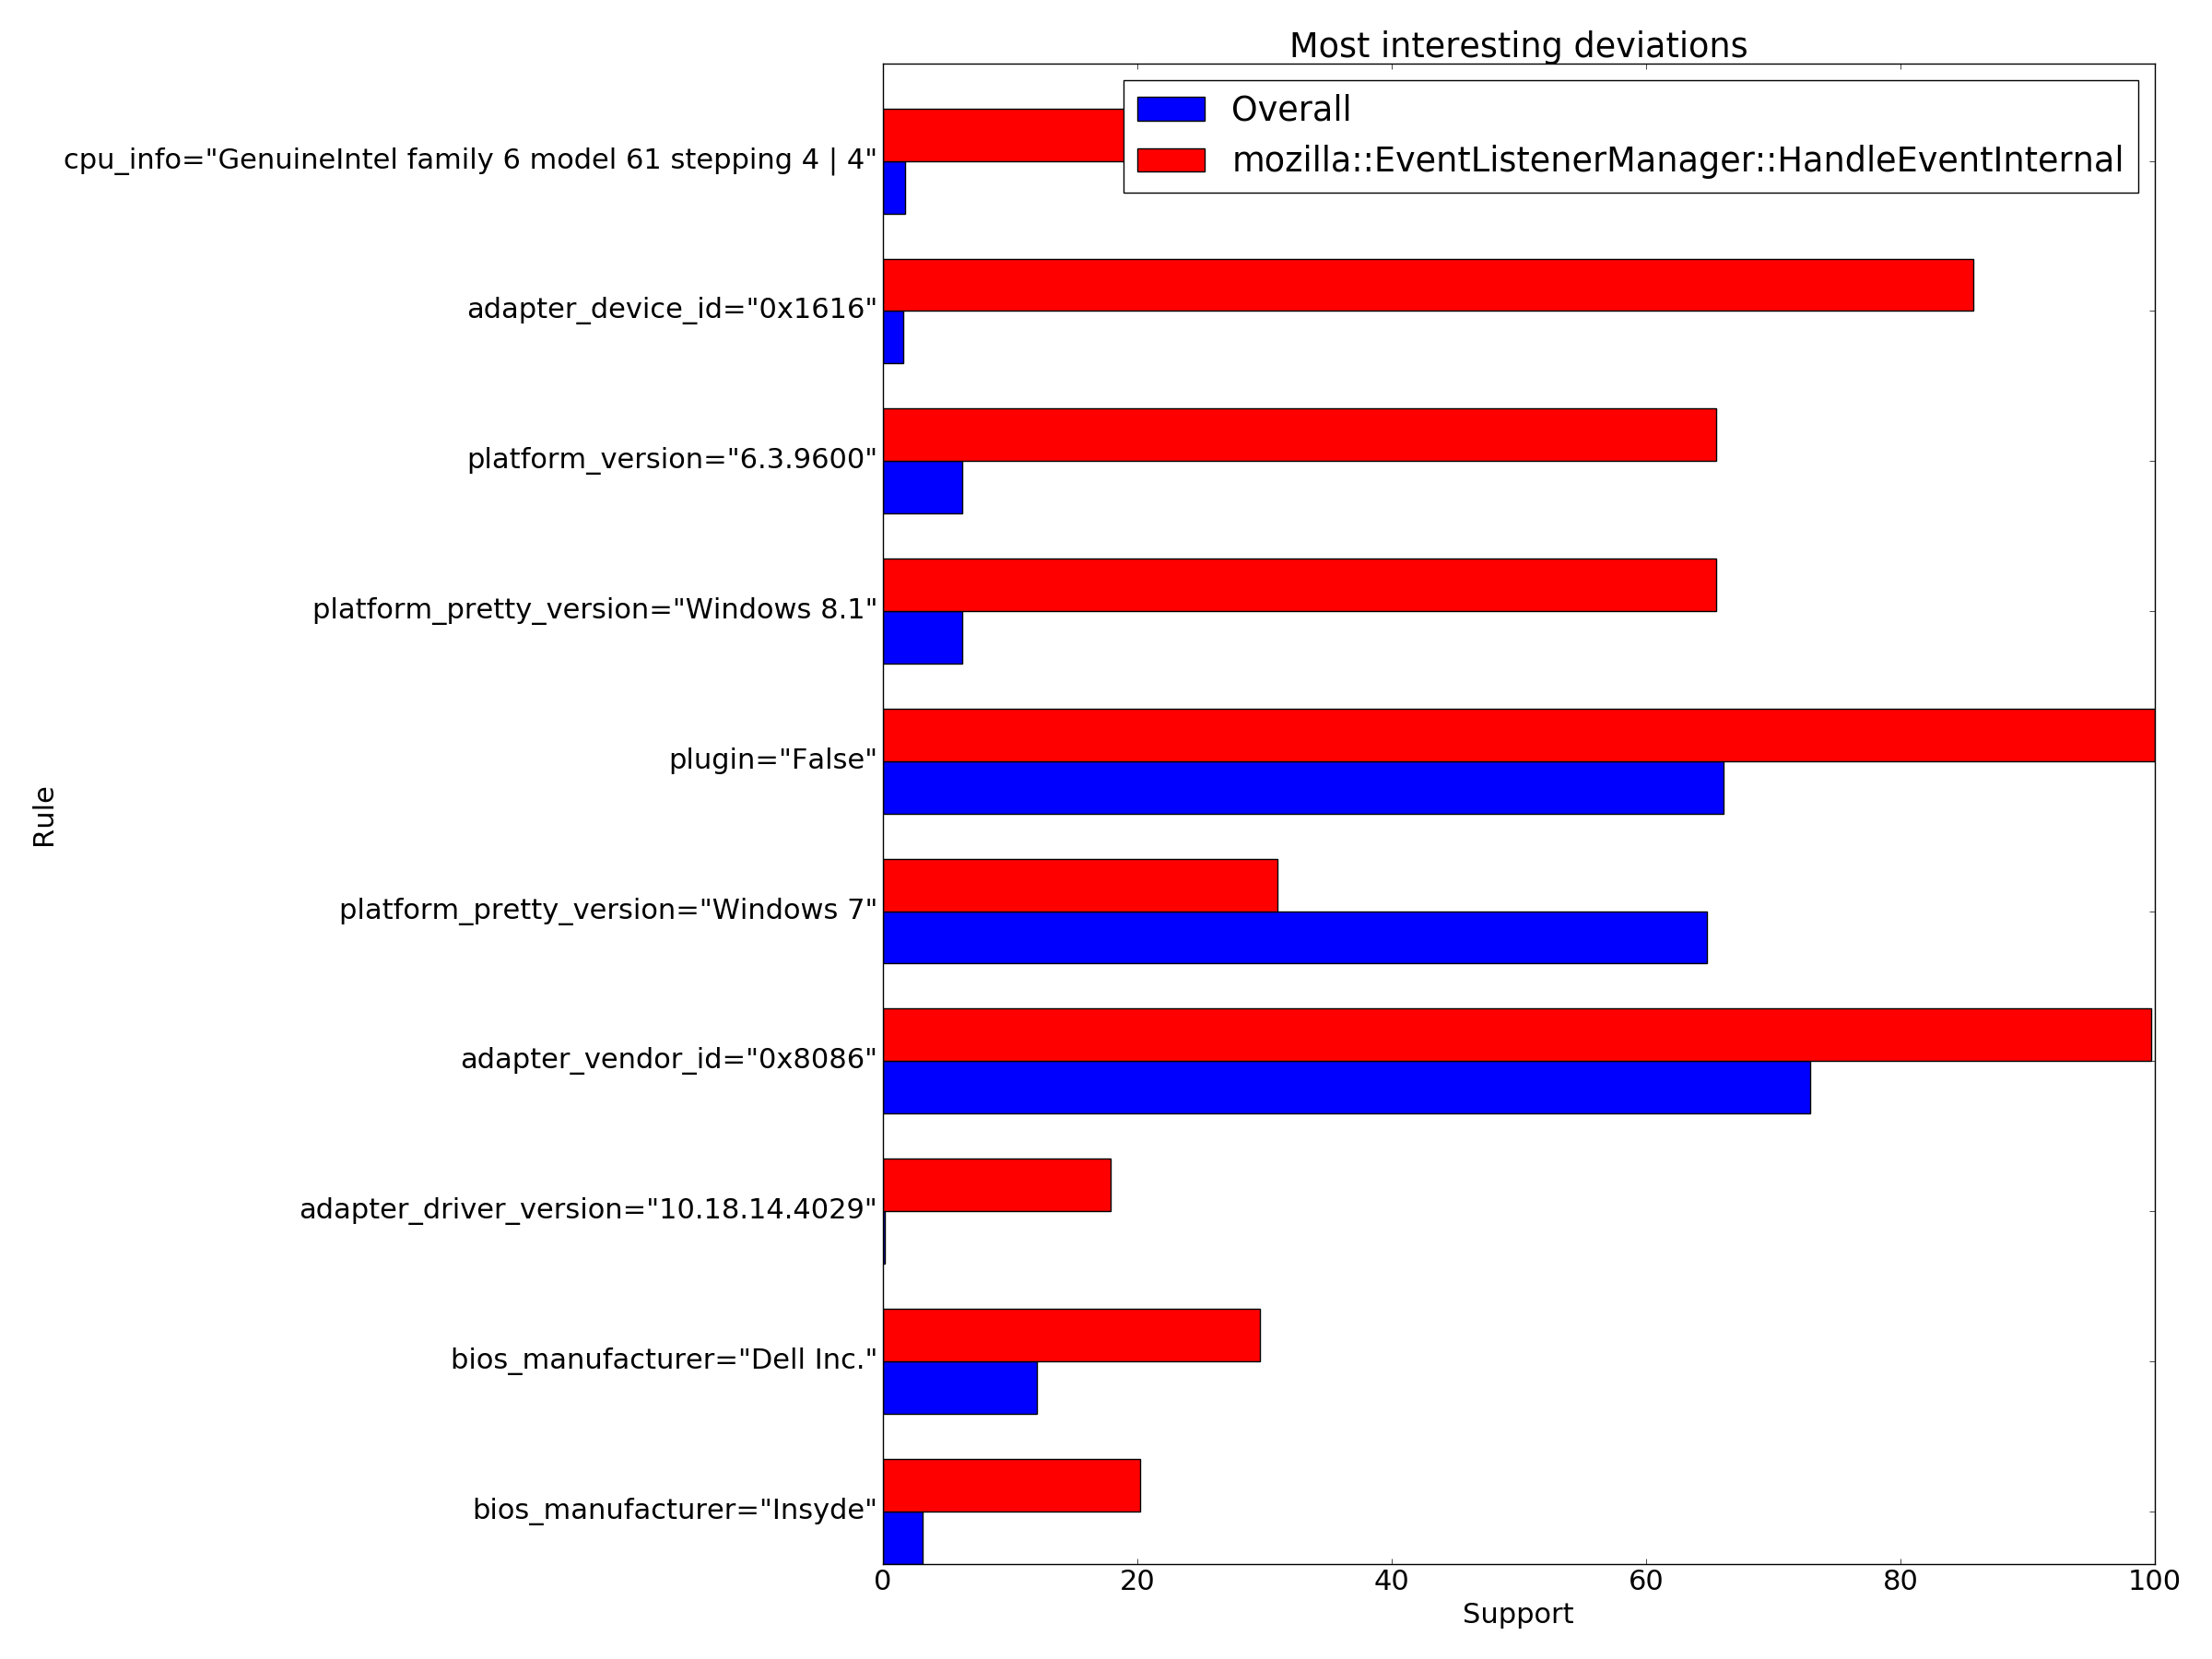 Most interesting deviations
Overall
mozilla::EventListenerManager::HandleEventInternal
cpu_info="GenuineIntel family 6 model 61 stepping 4 | 4"
adapter_device_id="0x1616"
platform_version="6.3.9600"
platform_pretty_version="Windows 8.1"
plugin="False"
Rule
platform_pretty_version="Windows 7"
adapter_vendor_id="0x8086"
adapter_driver_version="10.18.14.4029"
bios_manufacturer="Dell Inc."
bios_manufacturer="Insyde"
0 20 40 60 80 100
Support